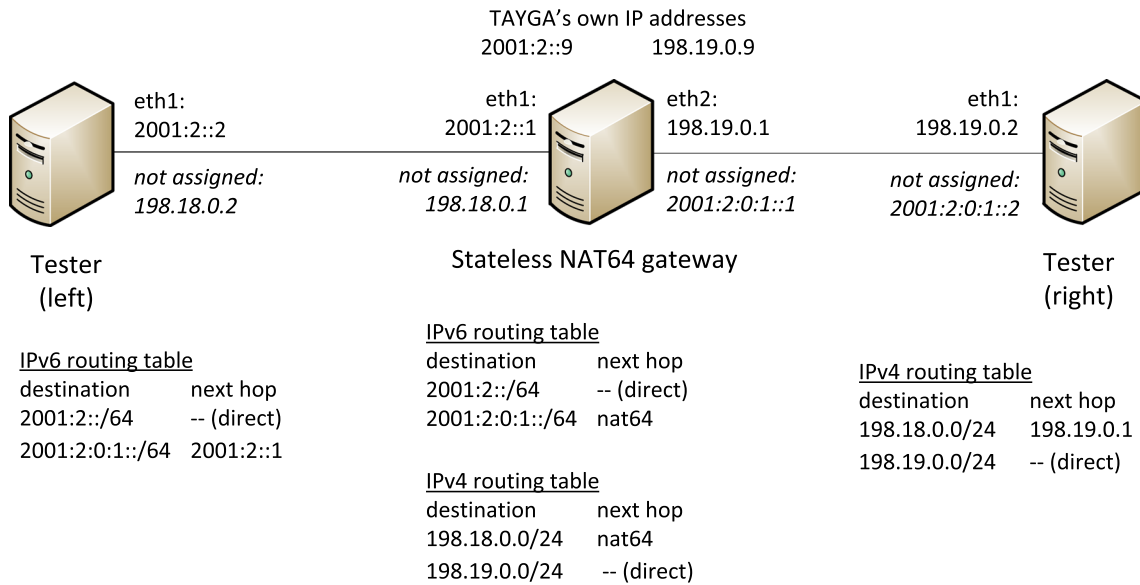 TAYGA's own IP addresses
2001:2::9 198.19.0.9
eth1:
2001:2::2
not assigned:
198.18.0.2
eth1:
2001:2::1
not assigned:
198.18.0.1
eth2:
198.19.0.1
not assigned:
2001:2:0:1::1
eth1:
198.19.0.2
not assigned:
2001:2:0:1::2
Tester
(left)
Stateless NAT64 gateway
Tester
(right)
IPv6 routing table
destination next hop
2001:2::/64 -- (direct)
2001:2:0:1::/64 2001:2::1
IPv6 routing table
destination next hop
2001:2::/64 -- (direct)
2001:2:0:1::/64 nat64
IPv4 routing table
destination next hop
198.18.0.0/24 nat64
198.19.0.0/24 -- (direct)
IPv4 routing table
destination next hop
198.18.0.0/24 198.19.0.1
198.19.0.0/24 -- (direct)